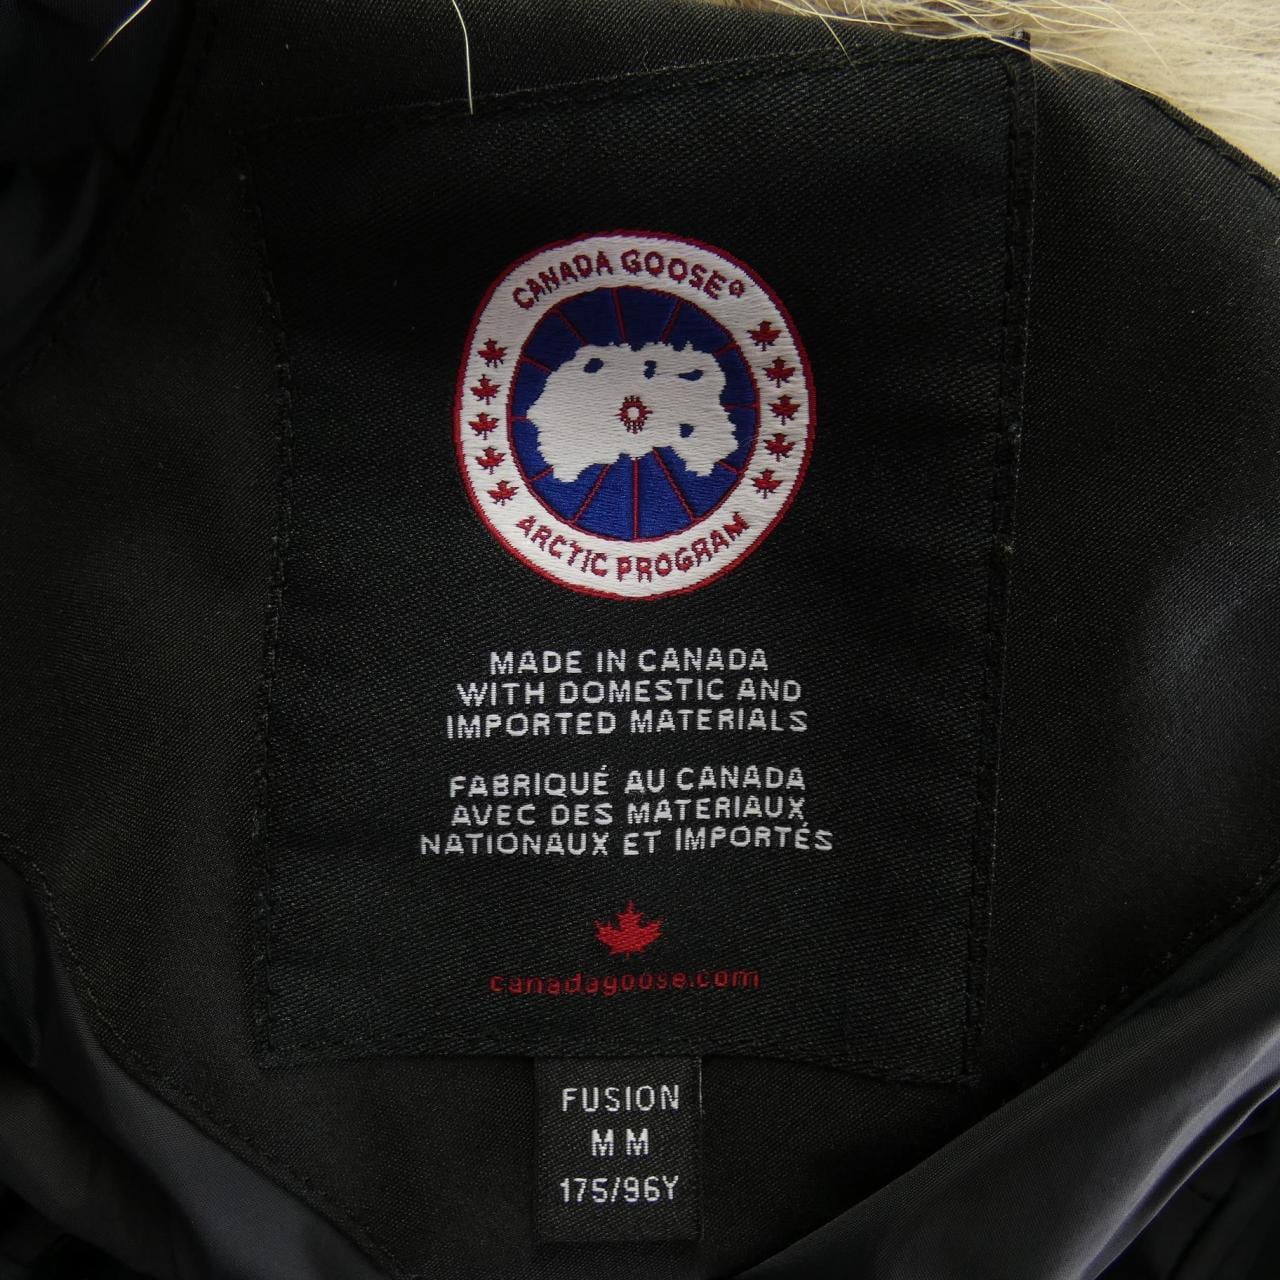 CANADA GOOSE®
ARCTIC PROGRAM
MADE IN CANADA
WITH DOMESTIC AND
IMPORTED MATERIALS
FABRIQUÉ AU CANADA
AVEC DES MATERIAUX
NATIONAUX ET IMPORTÉS
canadagoose.com
FUSION
M M
175/96Y